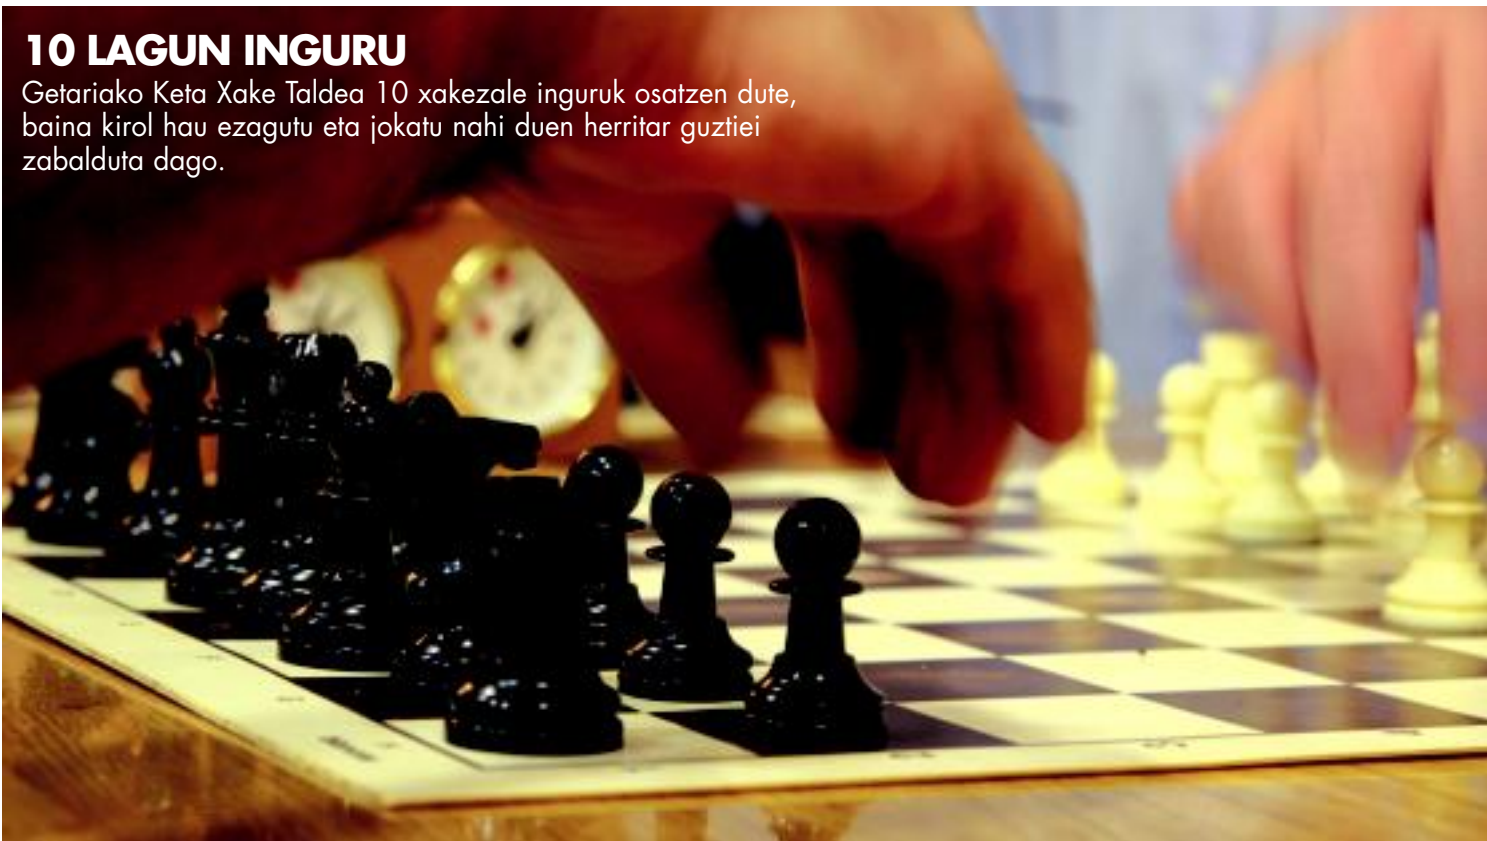 10 LAGUN INGURU
Getariako Keta Xake Taldea 10 xakezale inguruk osatzen dute,
baina kirol hau ezagutu eta jokatu nahi duen herritar guztiei
zabalduta dago.